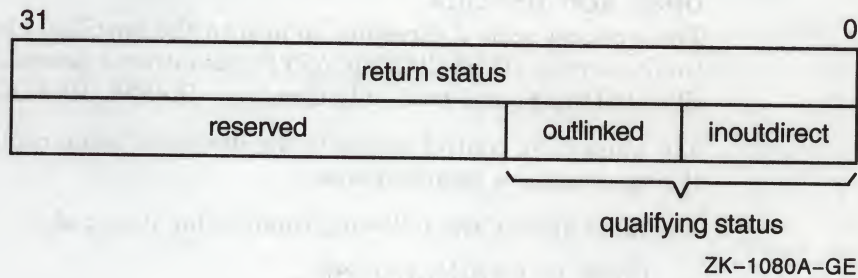 31 0
return status
reserved outlinked inoutdirect
qualifying status
ZK-1080A-GE